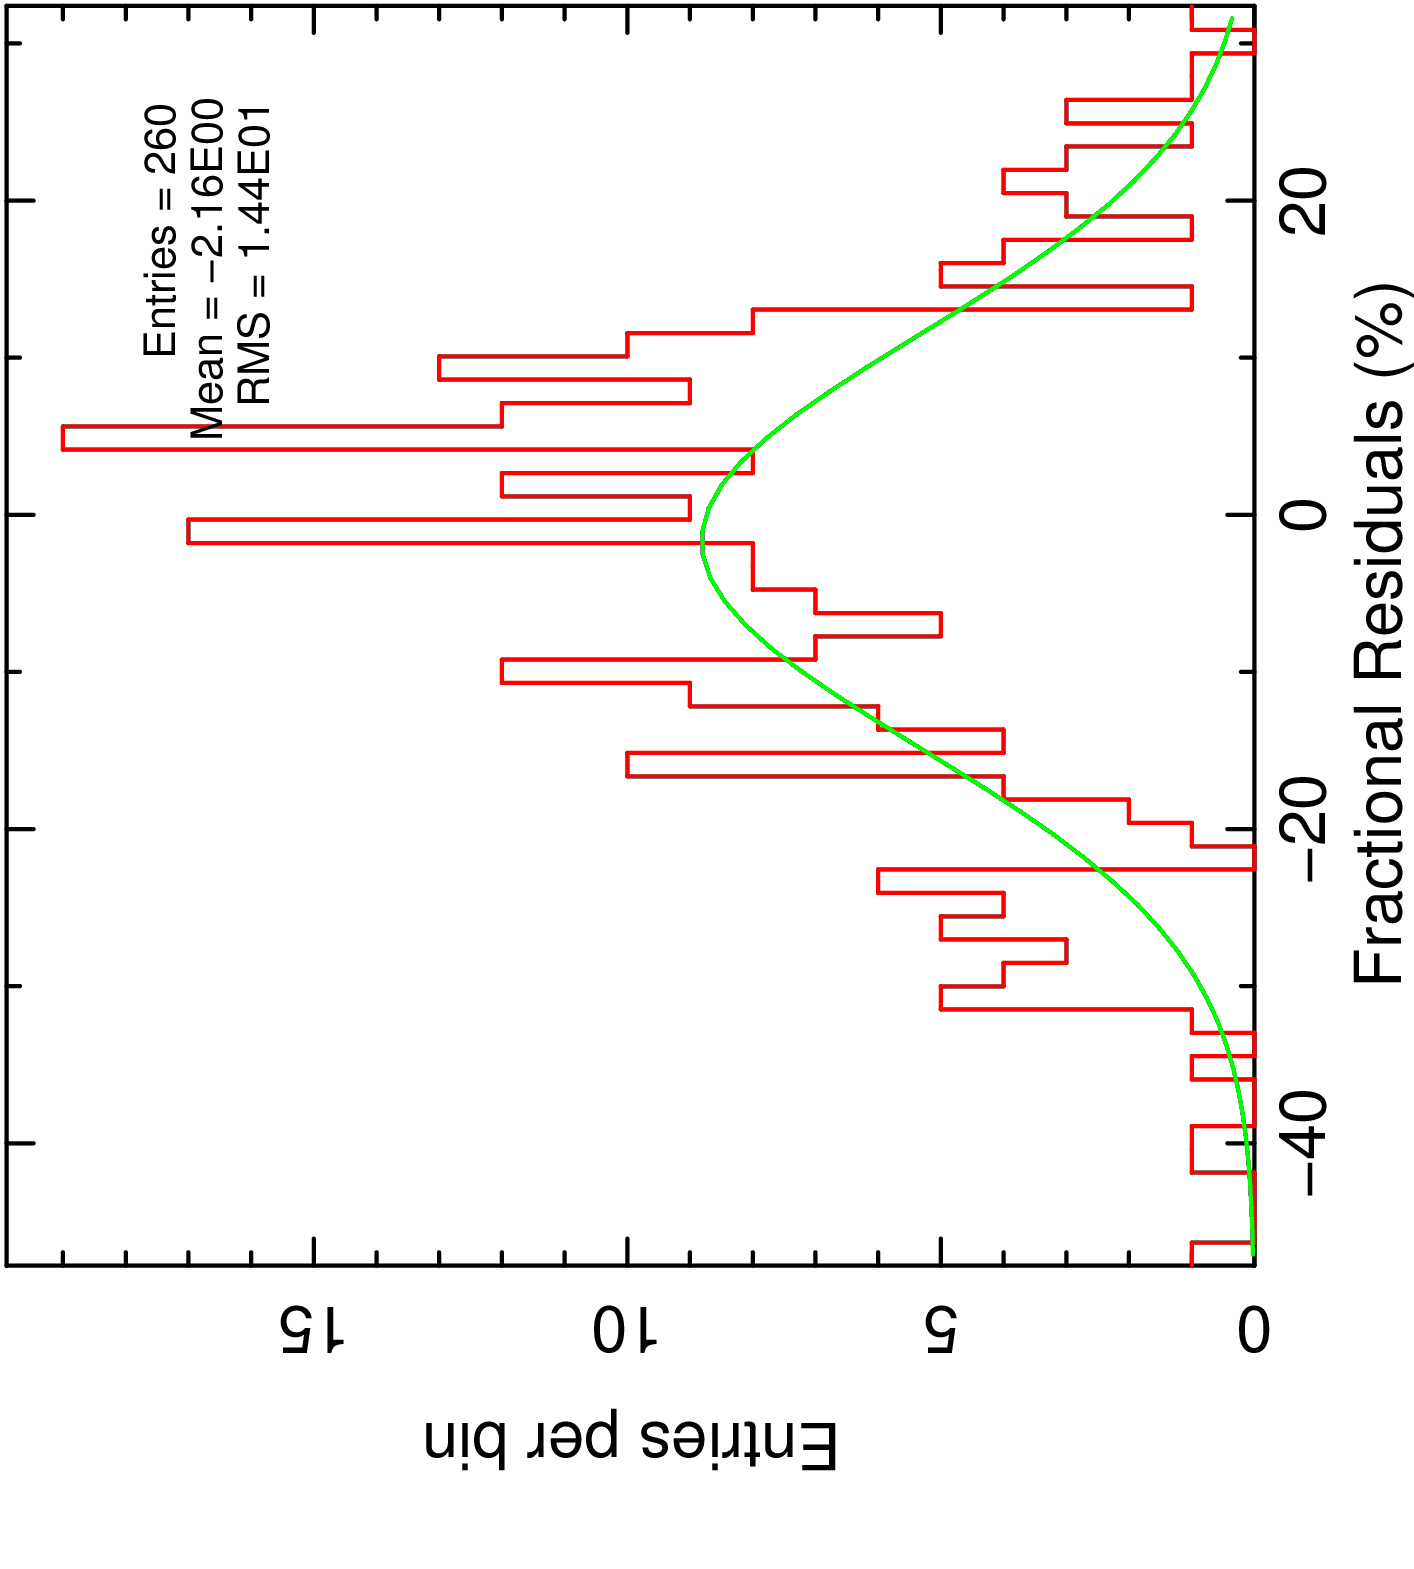 Entries = 260
Mean = −2.16E00
RMS = 1.44E01
15
10
5
0
Entries per bin
−40
−20
0
20
Fractional Residuals (%)